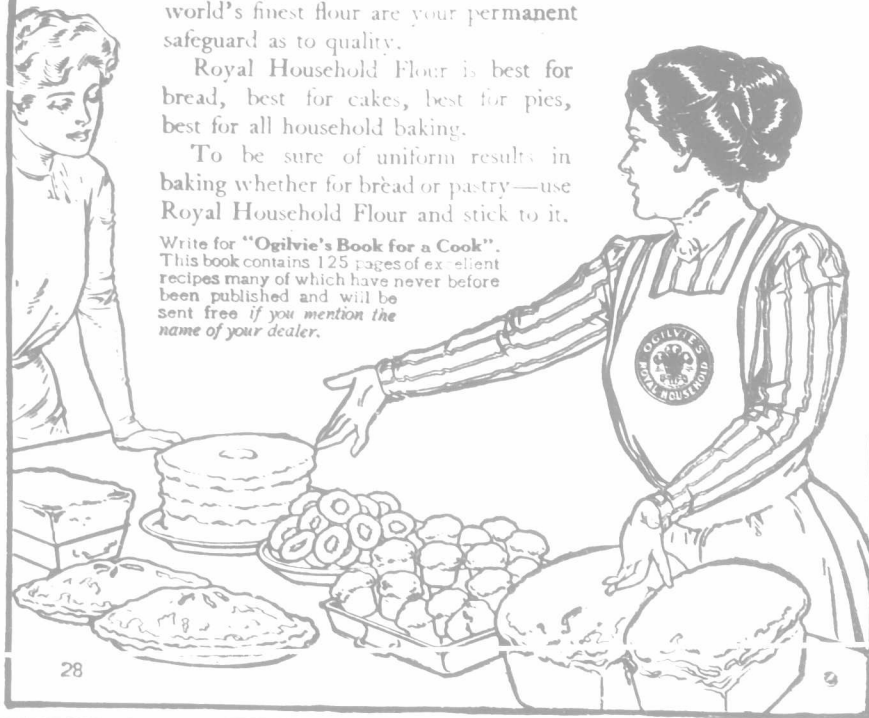 world's finest flour are your permanent
safeguard as to quality.
Royal Household Flour is best for
bread, best for cakes, best for pies,
best for all household baking.
To be sure of uniform results in
baking whether for bread or pastry—use
Royal Household Flour and stick to it.
Write for "Ogilvie's Book for a Cook".
This book contains 125 pages of excellent
recipes many of which have never before
been published and will be
sent free if you mention the
name of your dealer.
OGILVIE'S
ROYAL HOUSEHOLD
28